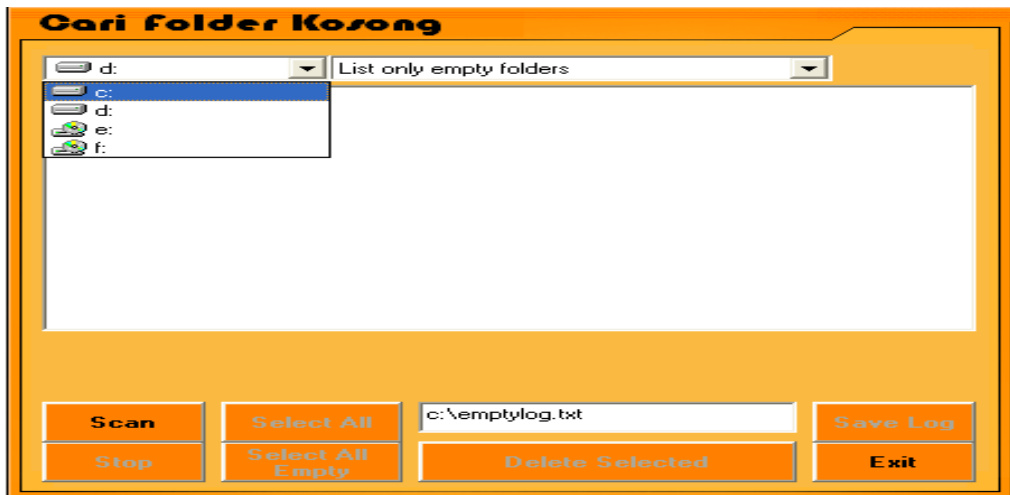 Cari Folder Kosong
d: List only empty folders
c:
d:
e:
f:
Scan Select All c:\emptylog.txt Save Log
Stop Select All Empty Delete Selected Exit